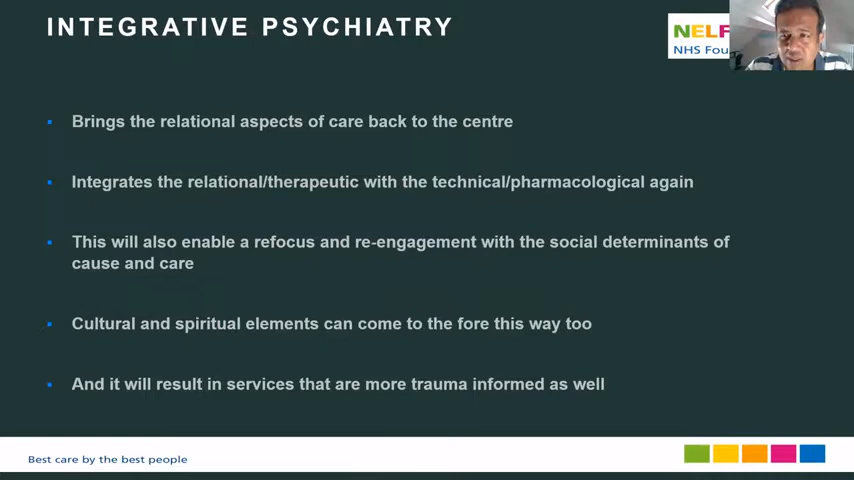 INTEGRATIVE PSYCHIATRY
NELF
NHS Fou
Brings the relational aspects of care back to the centre
Integrates the relational/therapeutic with the technical/pharmacological again
This will also enable a refocus and re-engagement with the social determinants of
cause and care
Cultural and spiritual elements can come to the fore this way too
And it will result in services that are more trauma informed as well
Best care by the best people